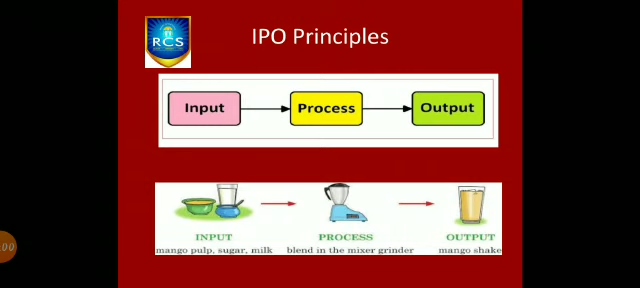 RCS
IPO Principles
Input Process Output
INPUT PROCESS OUTPUT
mango pulp, sugar, milk blend in the mixer grinder mango shake
:00